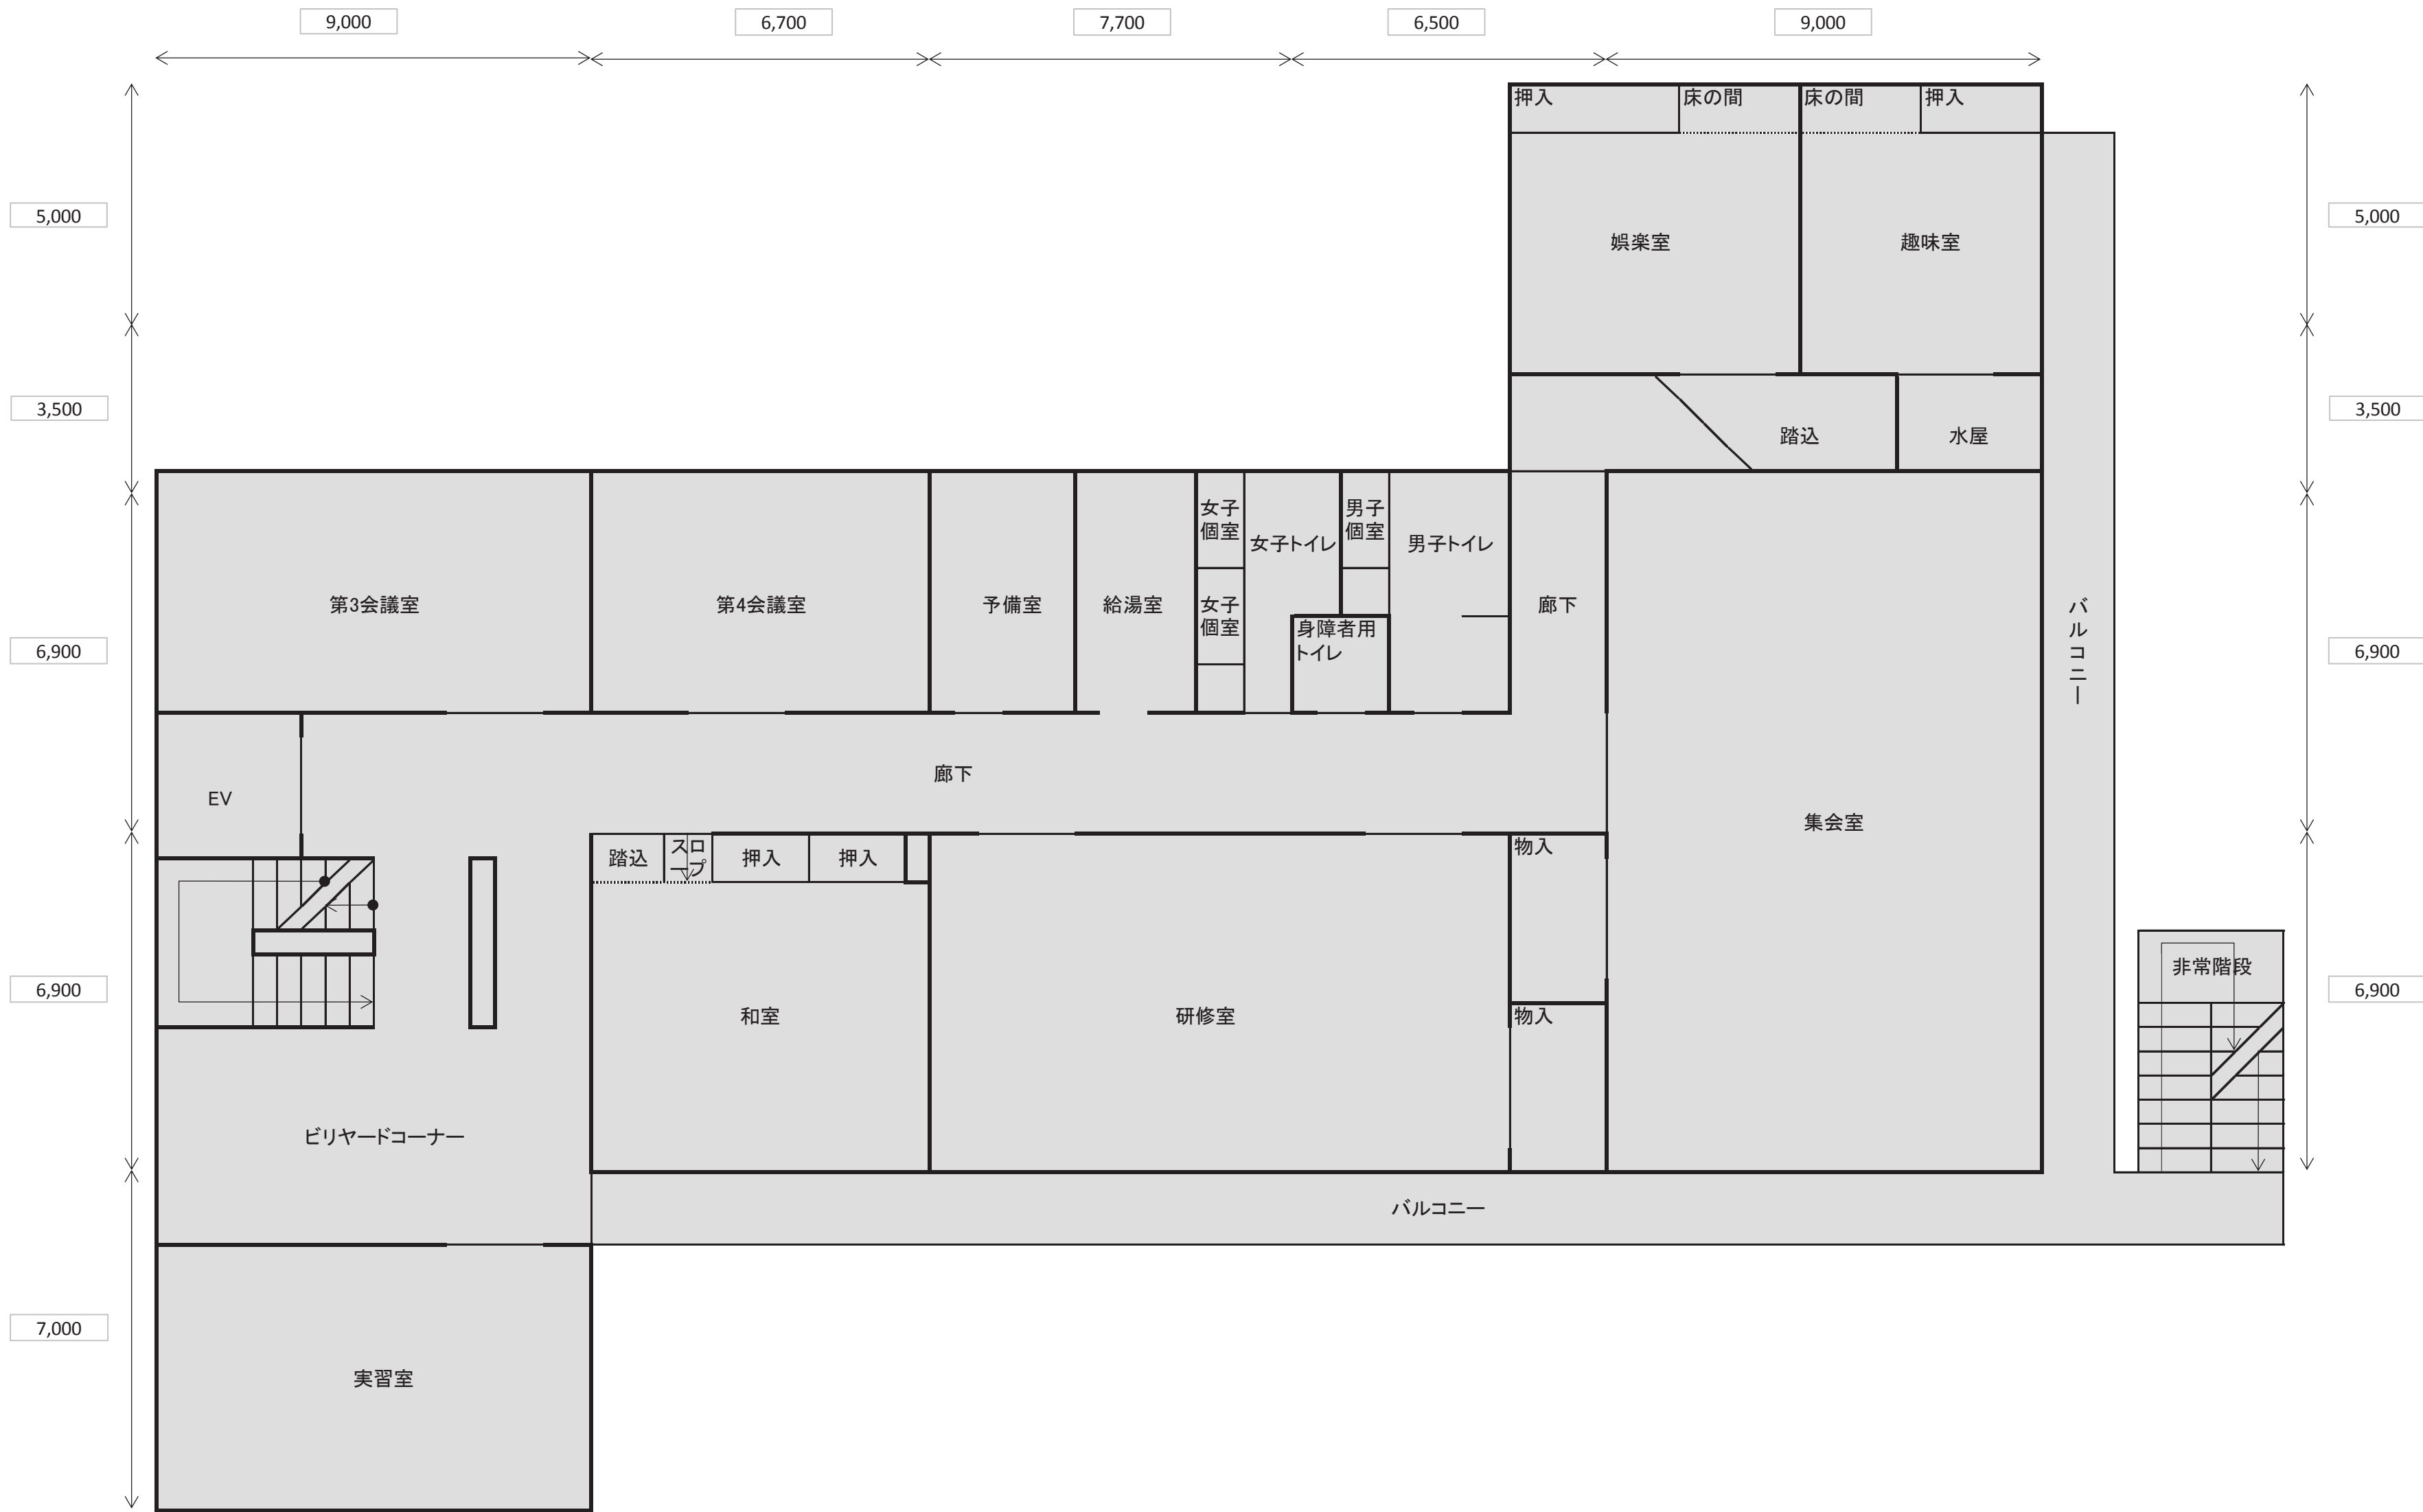 9,000
6,700
7,700
6,500
9,000
押入
床の間
床の間
押入
5,000
5,000
娯楽室
趣味室
3,500
3,500
踏込
水屋
女子
個室
男子
個室
女子トイレ
男子トイレ
第3会議室
第4会議室
予備室
給湯室
女子
個室
身障者用
トイレ
廊下
バルコニー
6,900
6,900
廊下
EV
集会室
踏込
スロープ
押入
押入
物入
非常階段
6,900
6,900
和室
研修室
物入
ビリヤードコーナー
バルコニー
7,000
実習室